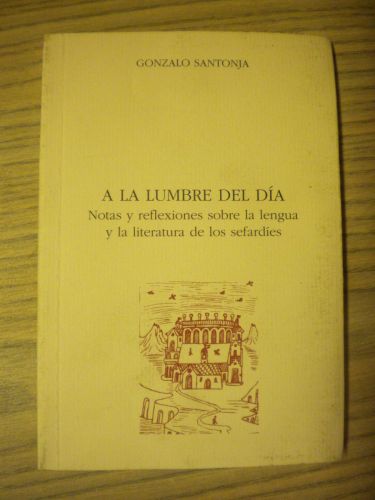 GONZALO SANTONJA
A LA LUMBRE DEL DÍA
Notas y reflexiones sobre la lengua
y la literatura de los sefardíes